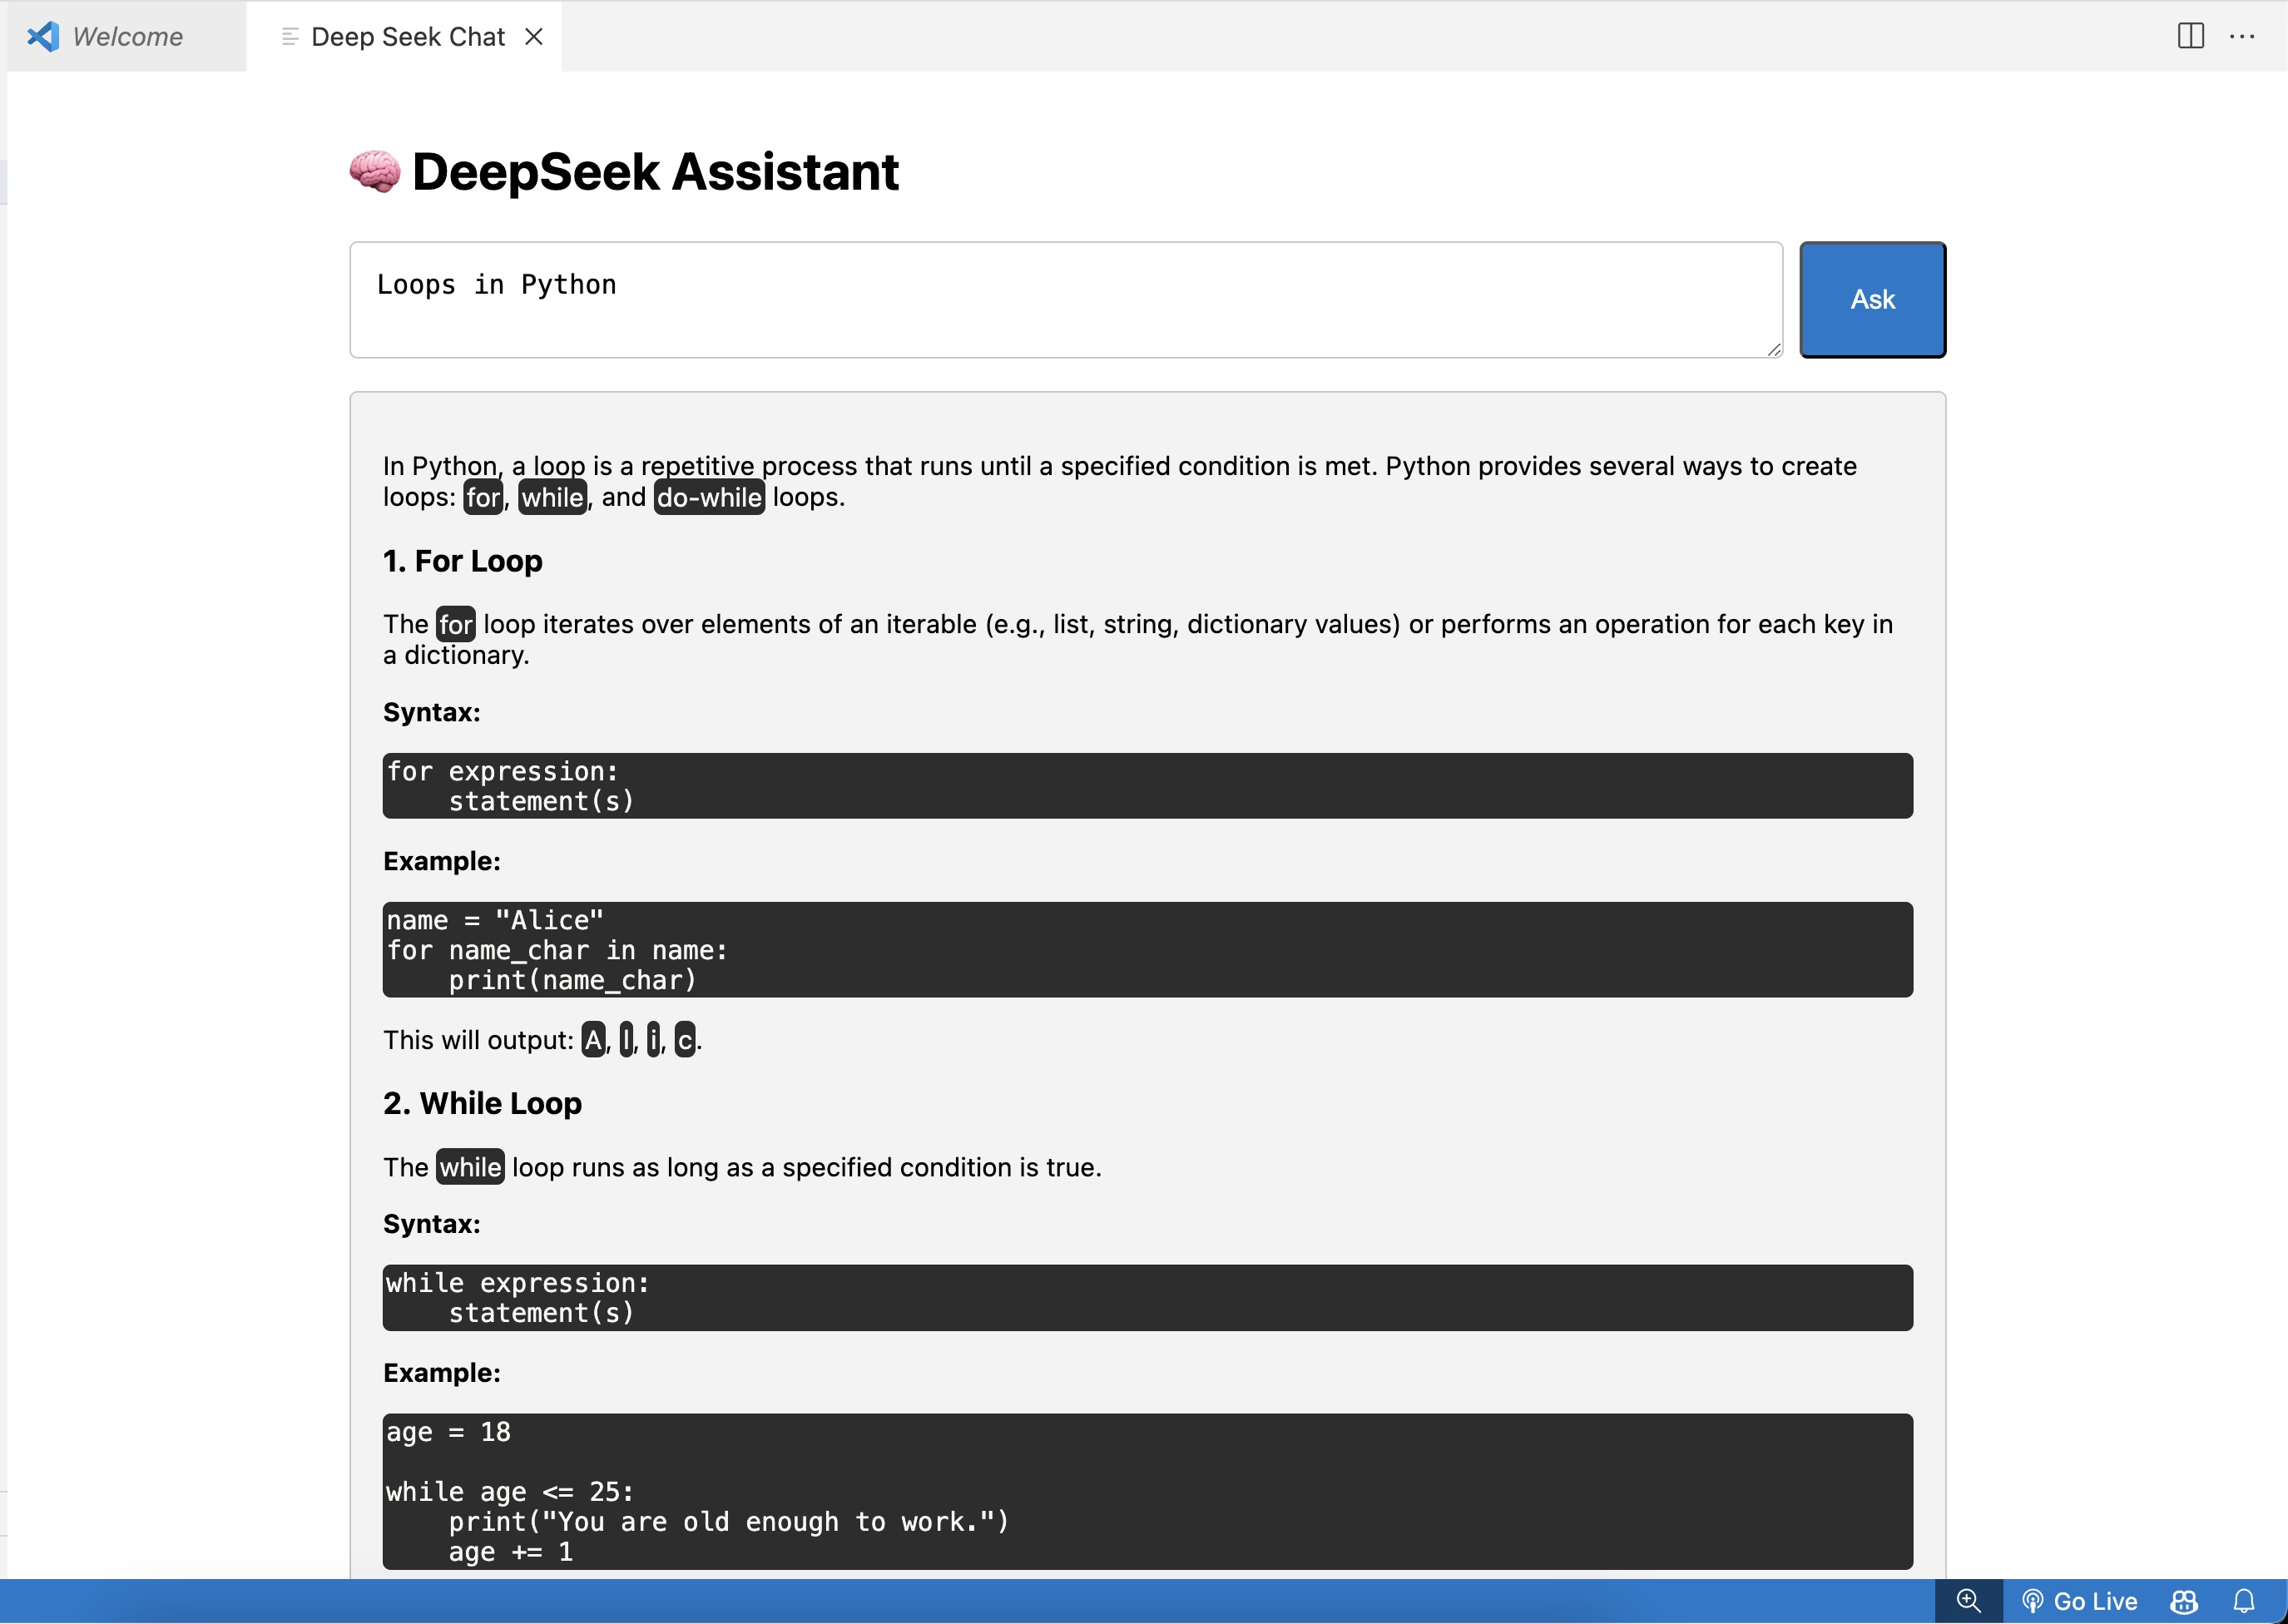 Welcome
Deep Seek Chat
DeepSeek Assistant
Loops in Python
Ask
In Python, a loop is a repetitive process that runs until a specified condition is met. Python provides several ways to create
loops: for, while, and do-while loops.
1. For Loop
The for loop iterates over elements of an iterable (e.g., list, string, dictionary values) or performs an operation for each key in
a dictionary.
Syntax:
for expression:
    statement(s)
Example:
name = "Alice"
for name_char in name:
    print(name_char)
This will output: A, l, i, c.
2. While Loop
The while loop runs as long as a specified condition is true.
Syntax:
while expression:
    statement(s)
Example:
age = 18
while age <= 25:
    print("You are old enough to work.")
    age += 1
Go Live